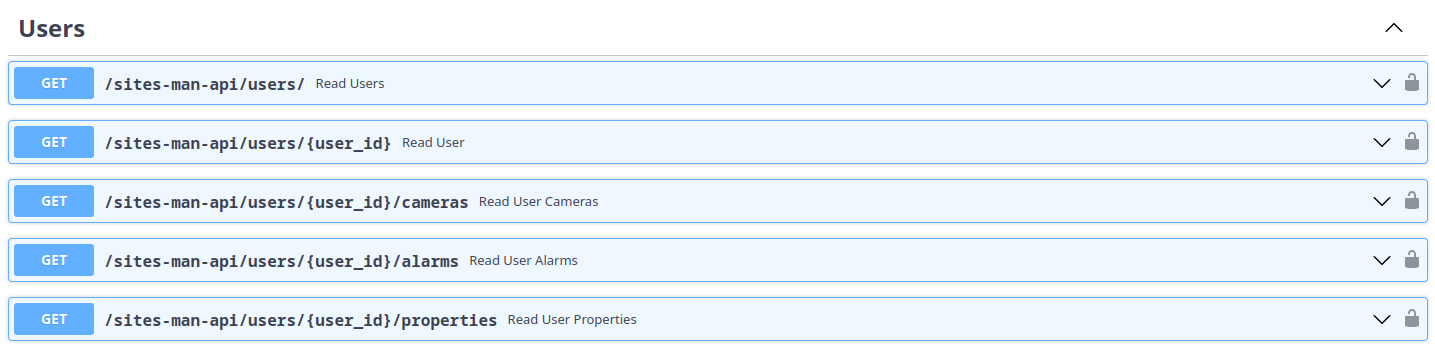 Users
GET /sites-man-api/users/ Read Users
GET /sites-man-api/users/{user_id} Read User
GET /sites-man-api/users/{user_id}/cameras Read User Cameras
GET /sites-man-api/users/{user_id}/alarms Read User Alarms
GET /sites-man-api/users/{user_id}/properties Read User Properties